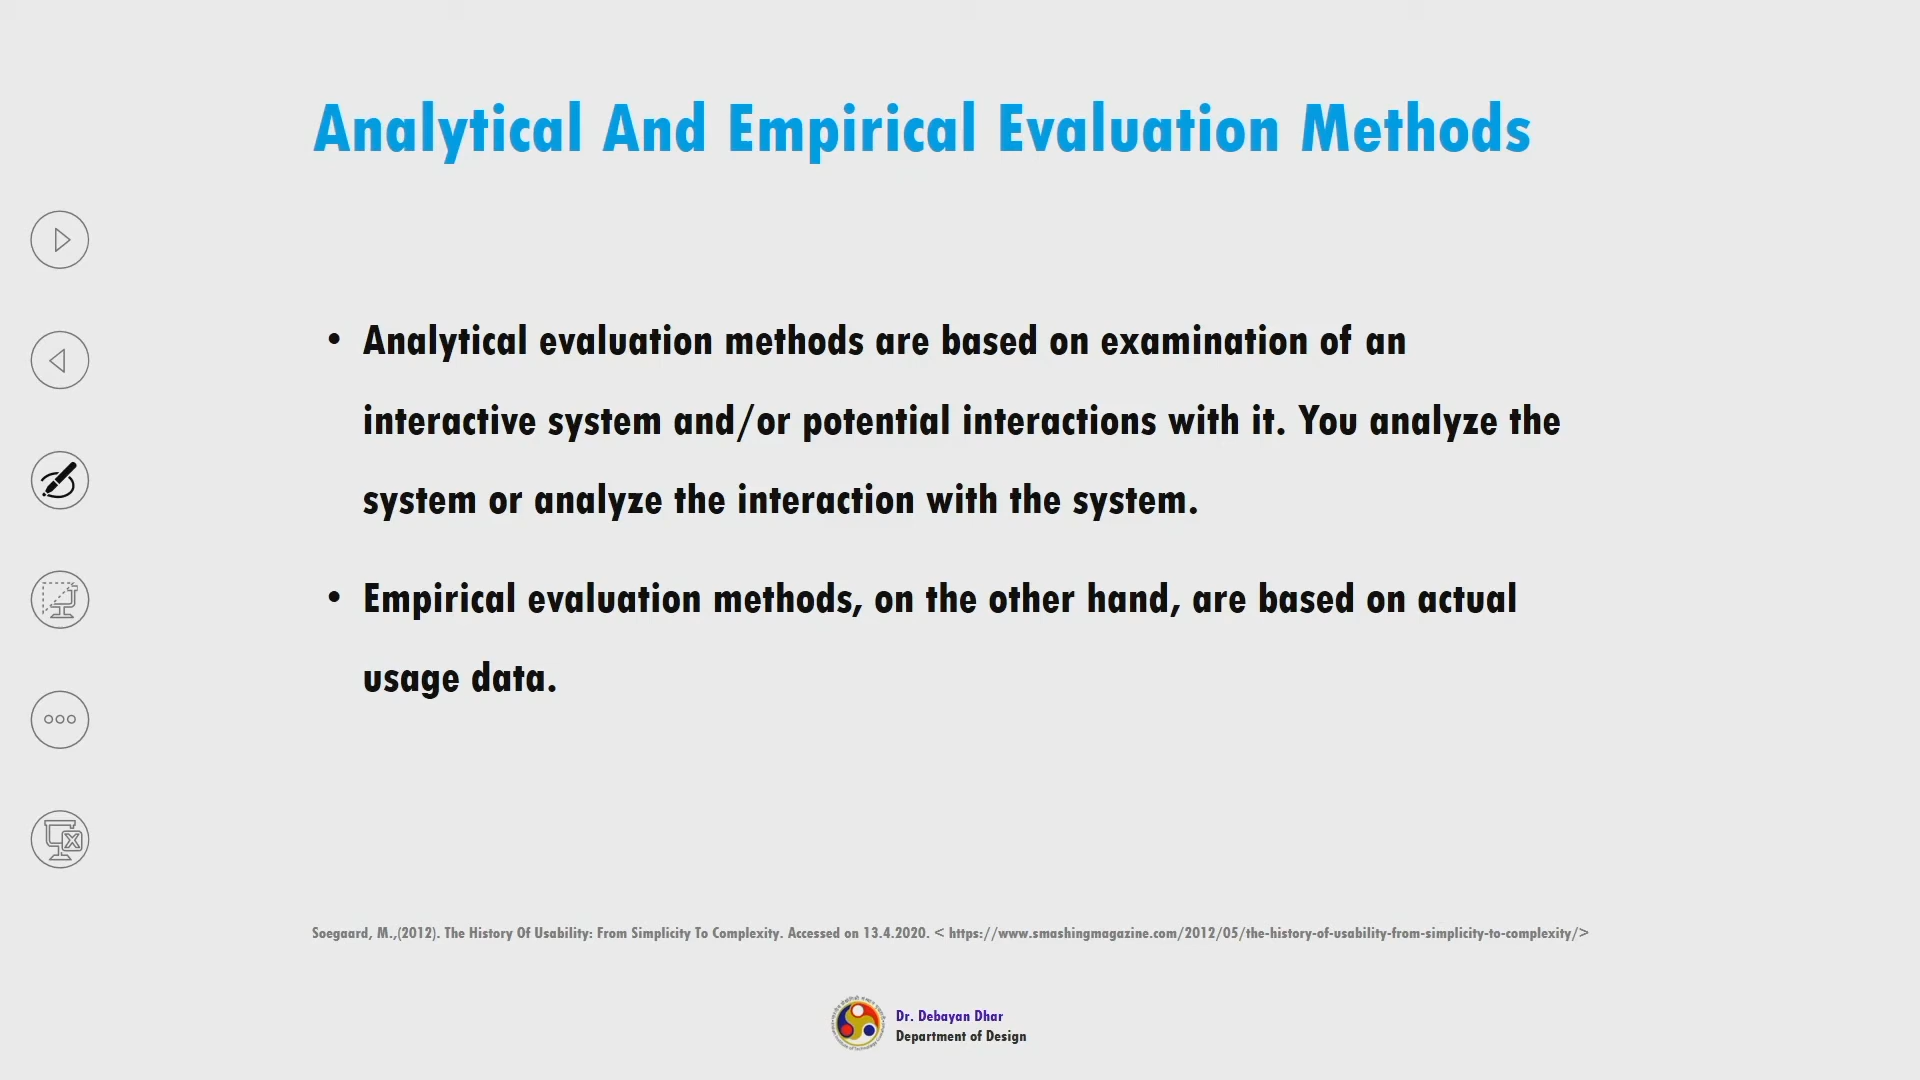 Analytical And Empirical Evaluation Methods
• Analytical evaluation methods are based on examination of an
interactive system and/or potential interactions with it. You analyze the
system or analyze the interaction with the system.
• Empirical evaluation methods, on the other hand, are based on actual
usage data.
Soegaard, M.,(2012). The History Of Usability: From Simplicity To Complexity. Accessed on 13.4.2020. < https://www.smashingmagazine.com/2012/05/the-history-of-usability-from-simplicity-to-complexity/>
Dr. Debayan Dhar
Department of Design